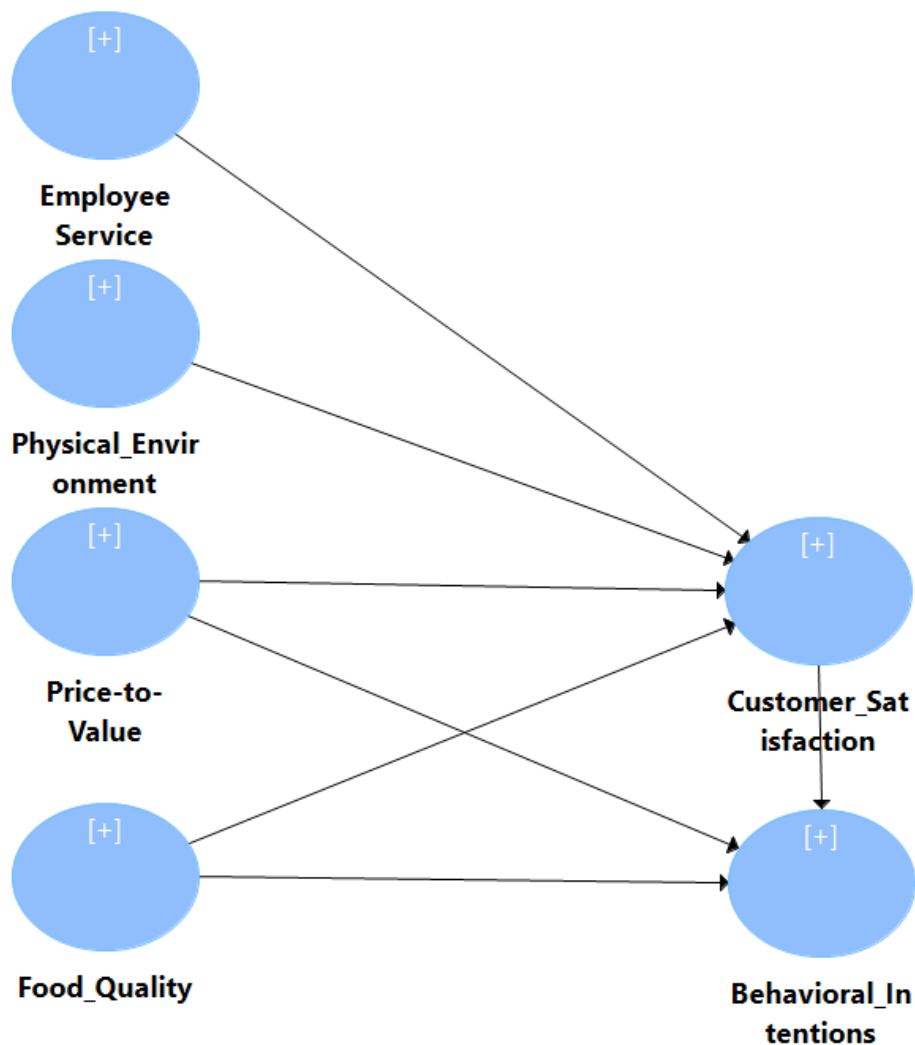 [+]
Employee
Service
[+]
Physical_Envir
onment
[+]
Price-to-
Value
[+]
Food_Quality
[+]
Customer_Sat
isfaction
[+]
Behavioral_In
tentions